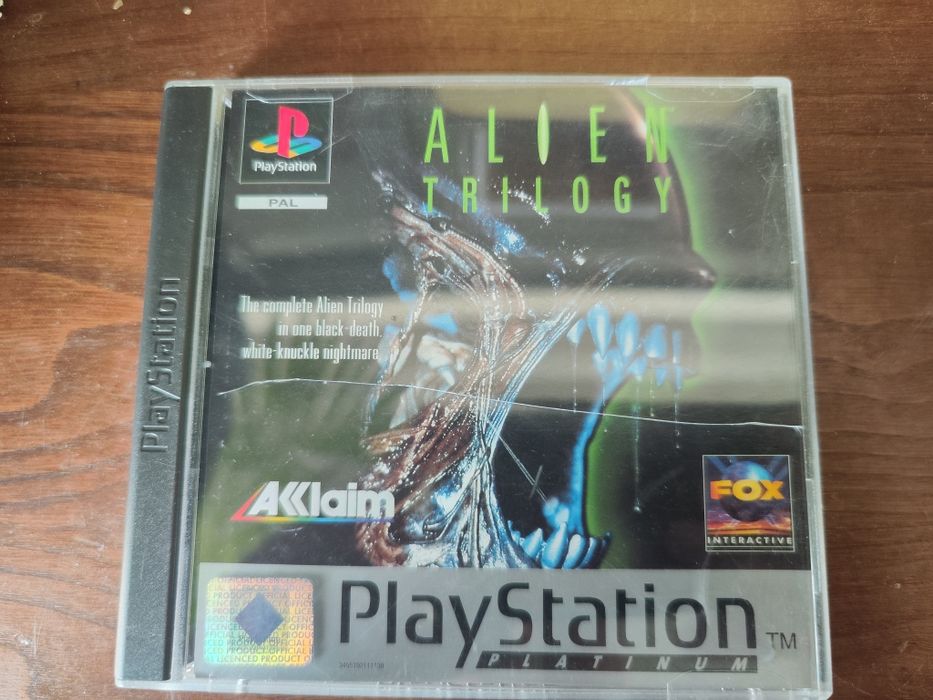 PlayStation
PAL
ALIEN
TRILOGY
PlayStation
The complete Alien Trilogy
in one black-death,
white-knuckle nightmare...
AKKlaim
FOX
INTERACTIVE
PlayStation TM
PLATINUM